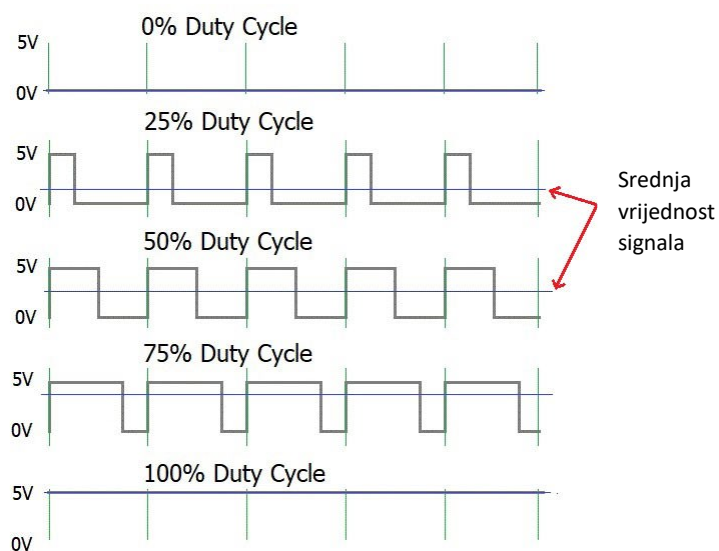 0% Duty Cycle
5V
0V
25% Duty Cycle
5V
0V
Srednja
vrijednost
signala
50% Duty Cycle
5V
0V
75% Duty Cycle
5V
0V
100% Duty Cycle
5V
0V